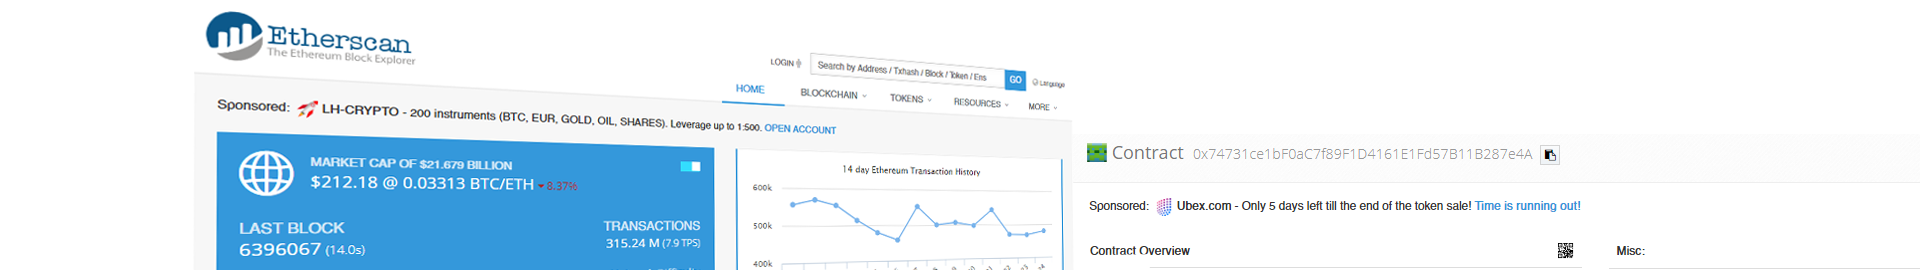 Etherscan
The Ethereum Block Explorer
LOGIN
Search by Address / Txhash / Block / Token / Ens
GO
Language
HOME
BLOCKCHAIN
TOKENS
RESOURCES
MORE
Sponsored: LH-CRYPTO - 200 instruments (BTC, EUR, GOLD, OIL, SHARES). Leverage up to 1:500. OPEN ACCOUNT
MARKET CAP OF $21.679 BILLION
$212.18 @ 0.03313 BTC/ETH 8.37%
LAST BLOCK
6396067 (14.0s)
TRANSACTIONS
315.24 M (7.9 TPS)
14 day Ethereum Transaction History
600k
500k
400k
Contract 0x74731ce1bF0aC7f89F1D4161E1Fd57B11B287e4A
Sponsored: Ubex.com - Only 5 days left till the end of the token sale! Time is running out!
Contract Overview
Misc: